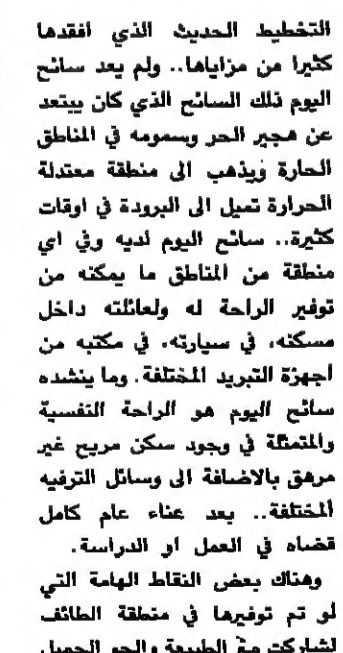 التخطيط الحديث الذي افقدها
كثيرا من مزاياها.. ولم يعد سائح
اليوم ذلك السائح الذي كان يبتعد
عن هجير الحر وسمومه في المناطق
الحارة ويذهب الى منطقة معتدلة
الحرارة تميل الى البرودة في اوقات
كثيرة.. سائح اليوم لديه وفي اي
منطقة من المناطق ما يمكنه من
توفير الراحة له ولعائلته داخل
مسكنه، في سيارته، في مكتبه من
اجهزة التبريد المختلفة. وما ينشده
سائح اليوم هو الراحة النفسية
والمتمثلة في وجود سكن مريح غير
مرهق بالاضافة الى وسائل الترفيه
المختلفة.. بعد عناء عام كامل
قضاه في العمل او الدراسة.
وهناك بعض النقاط الهامة التي
لو تم توفيرها في منطقة الطائف
لشاركت مع الطبيعة والجو الجميل